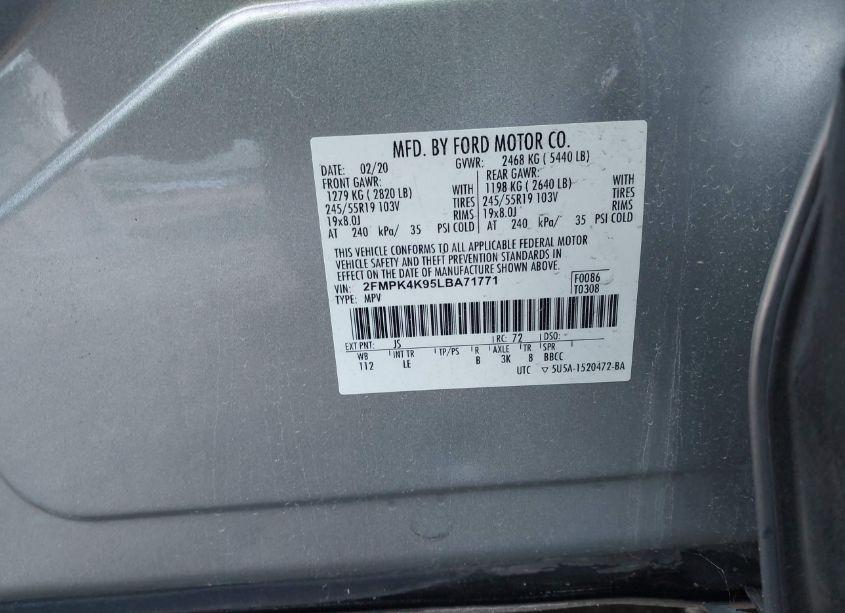 MFD. BY FORD MOTOR CO.
DATE: 02/20 GVWR: 2468 KG ( 5440 LB)
FRONT GAWR: REAR GAWR:
1279 KG ( 2820 LB) WITH 1198 KG ( 2640 LB) WITH
245/55R19 103V TIRES 245/55R19 103V TIRES
19x8.0J RIMS 19x8.0J RIMS
AT 240 kPa/ 35 PSI COLD AT 240 kPa/ 35 PSI COLD
THIS VEHICLE CONFORMS TO ALL APPLICABLE FEDERAL MOTOR
VEHICLE SAFETY AND THEFT PREVENTION STANDARDS IN
EFFECT ON THE DATE OF MANUFACTURE SHOWN ABOVE.
VIN: 2FMPK4K95LBA71771 F0086
TYPE: MPV T0308
EXT PNT: JS RC: 72 DSO:
WB INT TR TP/PS R AXLE TR SPR
112 LE B 3K 8 BBCC
UTC ▽ 5U5A-1520472-BA